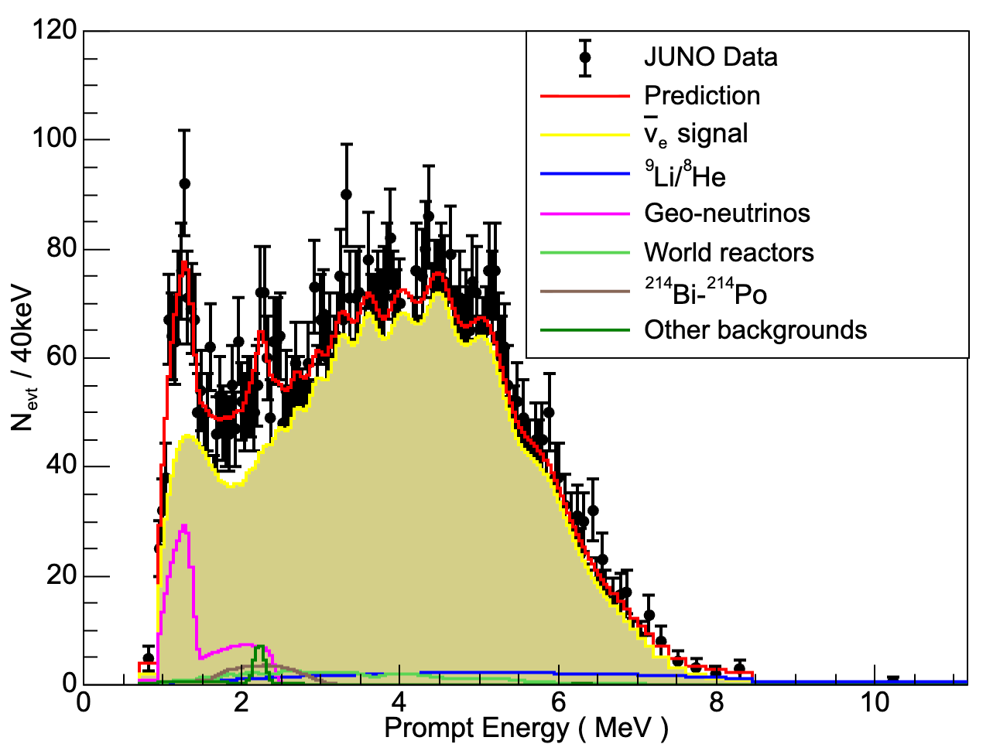 120
100
80
60
40
20
0
N_evt / 40keV
JUNO Data
Prediction
ν̅_e signal
⁹Li/⁸He
Geo-neutrinos
World reactors
²¹⁴Bi-²¹⁴Po
Other backgrounds
0 2 4 6 8 10
Prompt Energy ( MeV )